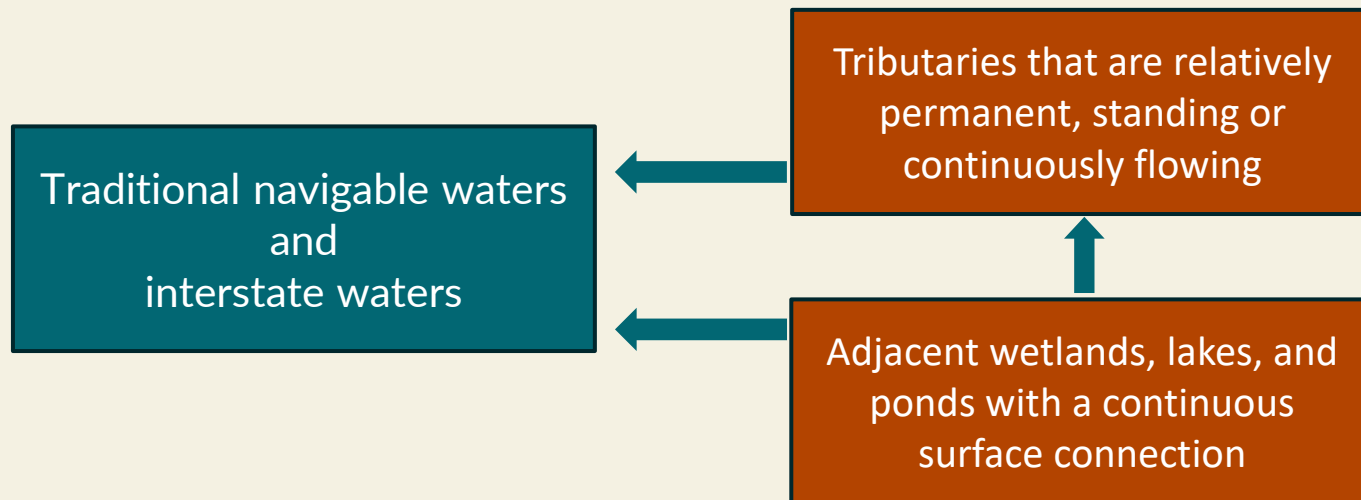 Traditional navigable waters
and
interstate waters
Tributaries that are relatively
permanent, standing or
continuously flowing
Adjacent wetlands, lakes, and
ponds with a continuous
surface connection